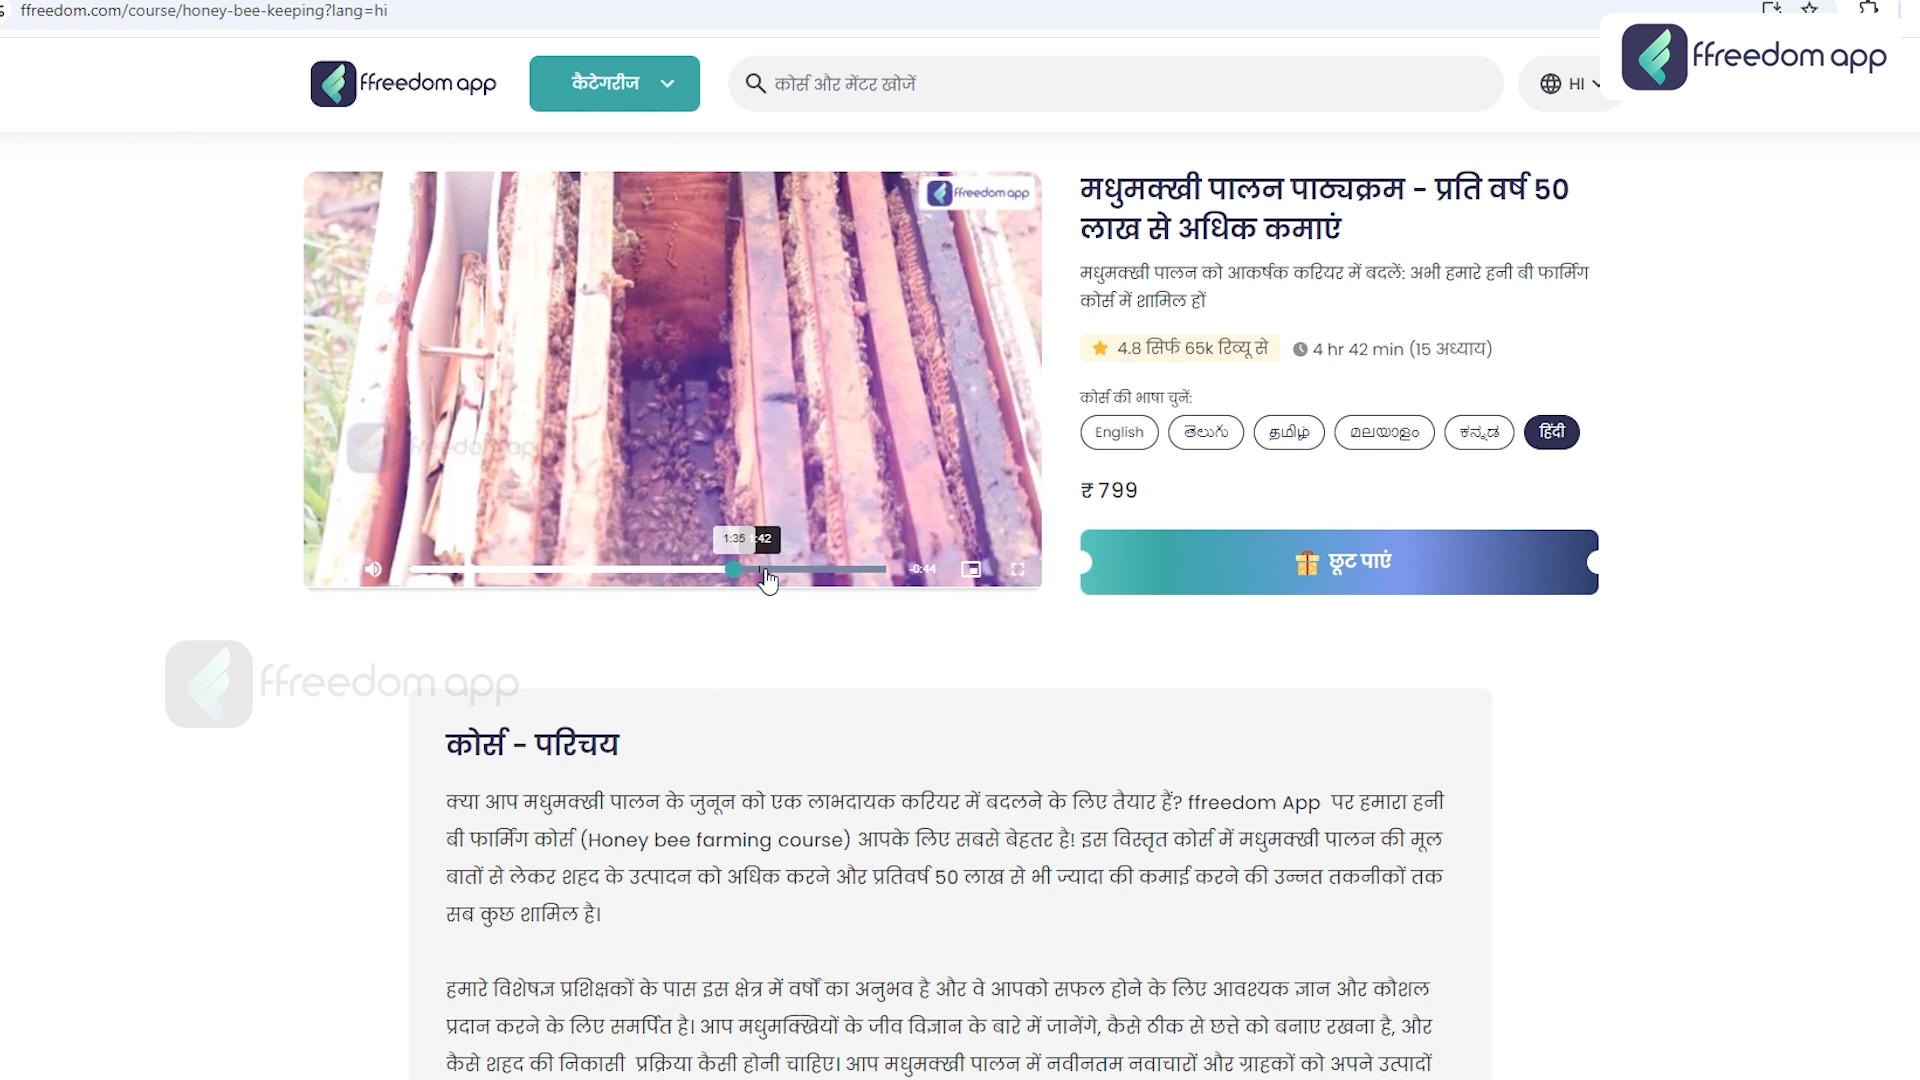 ffreedom.com/course/honey-bee-keeping?lang=hi
ffreedom app
कैटेगरीज
कोर्स और मेंटर खोजें
HI
ffreedom app
ffreedom app
ffreedom app
1:35
:42
-0:44
मधुमक्खी पालन पाठ्यक्रम - प्रति वर्ष 50
लाख से अधिक कमाएं
मधुमक्खी पालन को आकर्षक करियर में बदलें: अभी हमारे हनी बी फार्मिंग
कोर्स में शामिल हों
4.8 सिर्फ 65k रिव्यू से
4 hr 42 min (15 अध्याय)
कोर्स की भाषा चुनें:
English
తెలుగు
தமிழ்
മലയാളം
ಕನ್ನಡ
हिंदी
₹ 799
छूट पाएं
ffreedom app
कोर्स - परिचय
क्या आप मधुमक्खी पालन के जुनून को एक लाभदायक करियर में बदलने के लिए तैयार हैं? ffreedom App पर हमारा हनी
बी फार्मिंग कोर्स (Honey bee farming course) आपके लिए सबसे बेहतर है! इस विस्तृत कोर्स में मधुमक्खी पालन की मूल
बातों से लेकर शहद के उत्पादन को अधिक करने और प्रतिवर्ष 50 लाख से भी ज्यादा की कमाई करने की उन्नत तकनीकों तक
सब कुछ शामिल है।
हमारे विशेषज्ञ प्रशिक्षकों के पास इस क्षेत्र में वर्षों का अनुभव है और वे आपको सफल होने के लिए आवश्यक ज्ञान और कौशल
प्रदान करने के लिए समर्पित है। आप मधुमक्खियों के जीव विज्ञान के बारे में जानेंगे, कैसे ठीक से छत्ते को बनाए रखना है, और
कैसे शहद की निकासी प्रक्रिया कैसी होनी चाहिए। आप मधुमक्खी पालन में नवीनतम नवाचारों और ग्राहकों को अपने उत्पादों